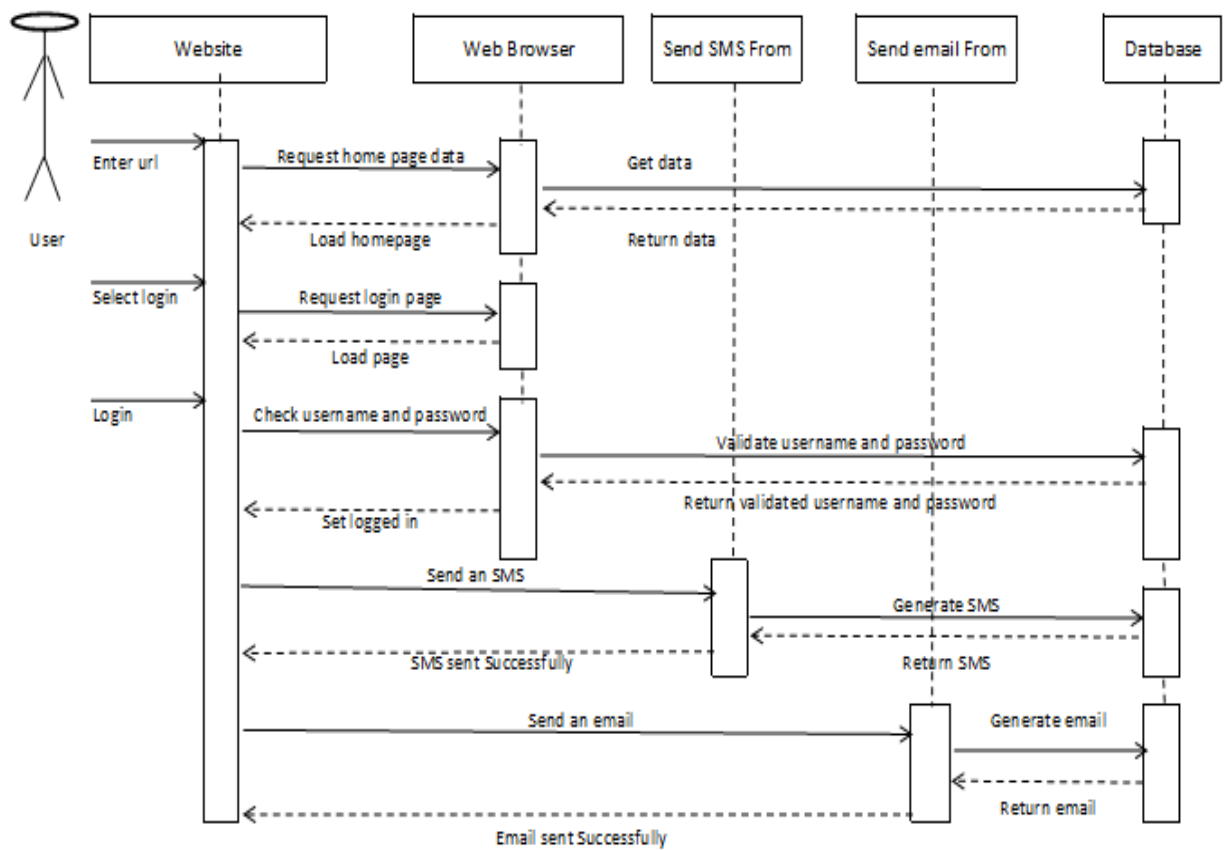 Website
Web Browser
Send SMS From
Send email From
Database
Enter url
Request home page data
Get data
User
Load homepage
Return data
Select login
Request login page
Load page
Login
Check username and password
Validate username and password
Return validated username and password
Set logged in
Send an SMS
Generate SMS
SMS sent Successfully
Return SMS
Send an email
Generate email
Return email
Email sent Successfully